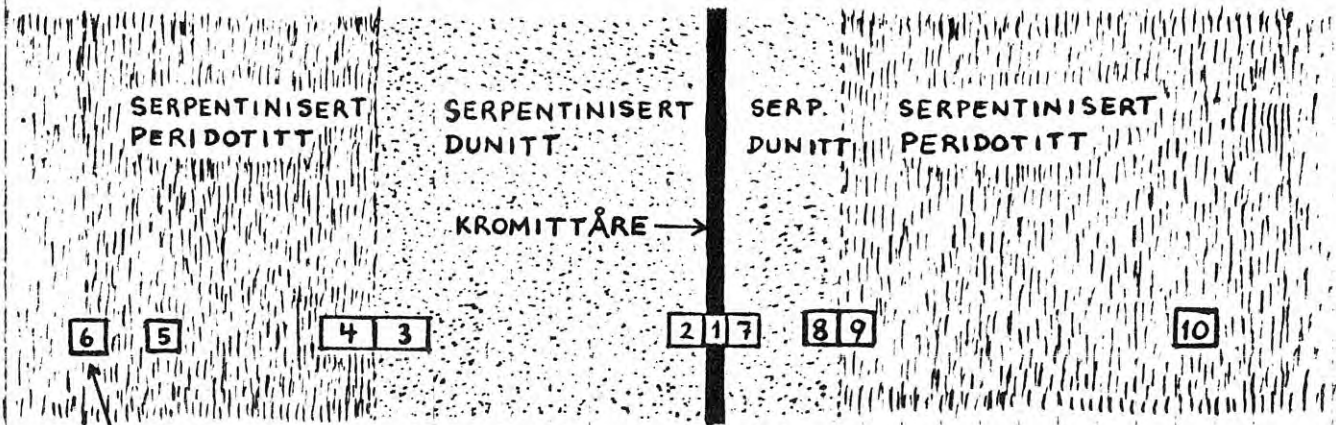 SERPENTINISERT
PERIDOTITT
SERPENTINISERT
DUNITT
SERP.
DUNITT
SERPENTINISERT
PERIDOTITT
KROMITTÅRE
6 5 4 3 2 1 7 8 9 10